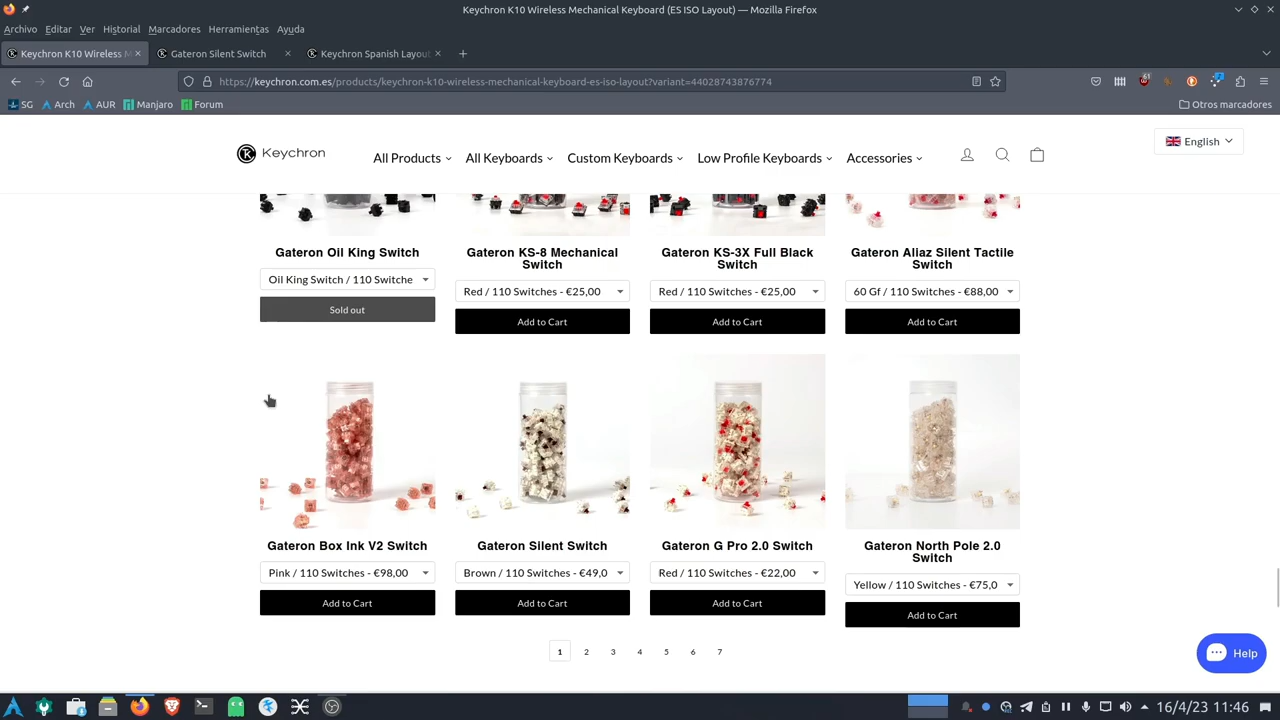 Keychron K10 Wireless Mechanical Keyboard (ES ISO Layout) — Mozilla Firefox
Archivo Editar Ver Historial Marcadores Herramientas Ayuda
Keychron K10 Wireless M
Gateron Silent Switch
Keychron Spanish Layou
https://keychron.com.es/products/keychron-k10-wireless-mechanical-keyboard-es-iso-layout?variant=44028743876774
SG Arch AUR Manjaro Forum Otros marcadores
Keychron
All Products All Keyboards Custom Keyboards Low Profile Keyboards Accessories
English
Gateron Oil King Switch
Oil King Switch / 110 Switche
Sold out
Gateron KS-8 Mechanical
Switch
Red / 110 Switches - €25,00
Add to Cart
Gateron KS-3X Full Black
Switch
Red / 110 Switches - €25,00
Add to Cart
Gateron Aliaz Silent Tactile
Switch
60 Gf / 110 Switches - €88,00
Add to Cart
Gateron Box Ink V2 Switch
Pink / 110 Switches - €98,00
Add to Cart
Gateron Silent Switch
Brown / 110 Switches - €49,0
Add to Cart
Gateron G Pro 2.0 Switch
Red / 110 Switches - €22,00
Add to Cart
Gateron North Pole 2.0
Switch
Yellow / 110 Switches - €75,0
Add to Cart
1 2 3 4 5 6 7
Help
16/4/23 11:46